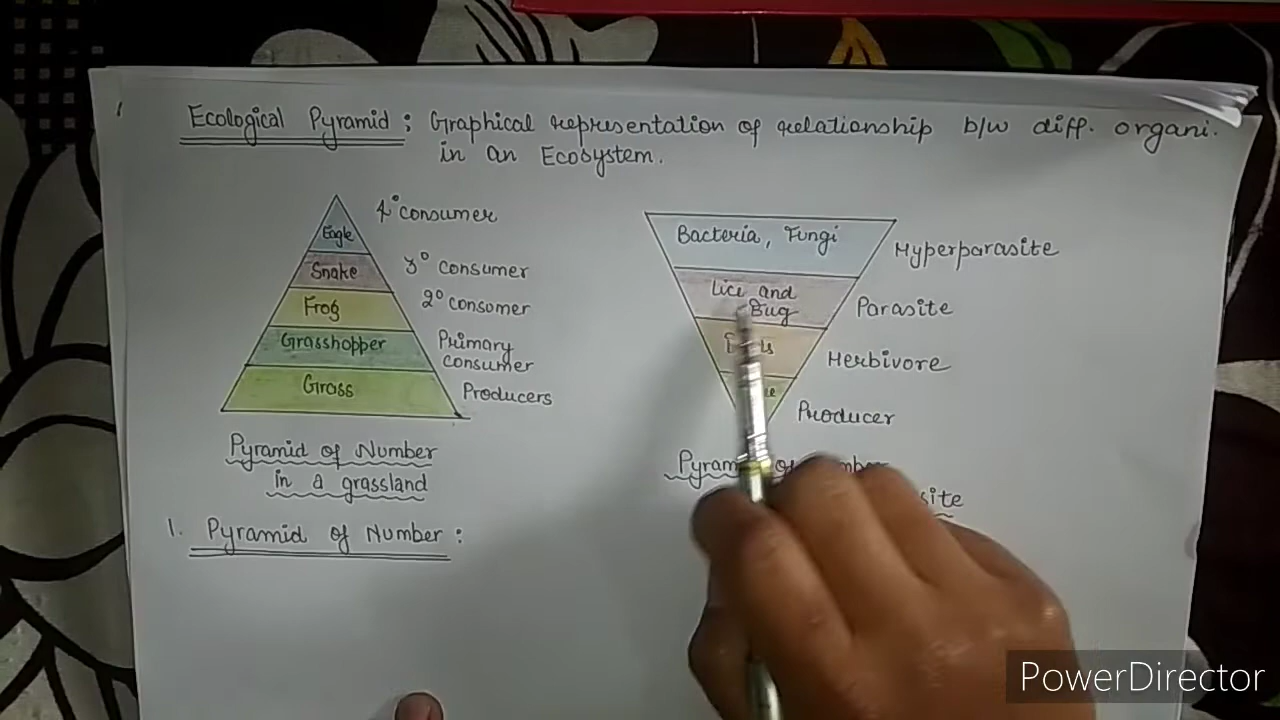 Ecological Pyramid : Graphical representation of relationship b/w diff. organi.
in an Ecosystem.
Eagle
4° consumer
Snake
3° consumer
Frog
2° consomer
Grasshopper
Primary
consumer
Grass
Producers
Pyramid of Number
in a grassland
Bacteria, Fungi
Hyperparasite
Lice and
Bug
Parasite
Herbivore
Producer
of
1. Pyramid of Number :
PowerDirector